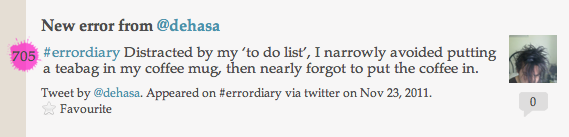 New error from @dehasa
705
#errordiary Distracted by my ‘to do list’, I narrowly avoided putting
a teabag in my coffee mug, then nearly forgot to put the coffee in.
Tweet by @dehasa. Appeared on #errordiary via twitter on Nov 23, 2011.
Favourite
0